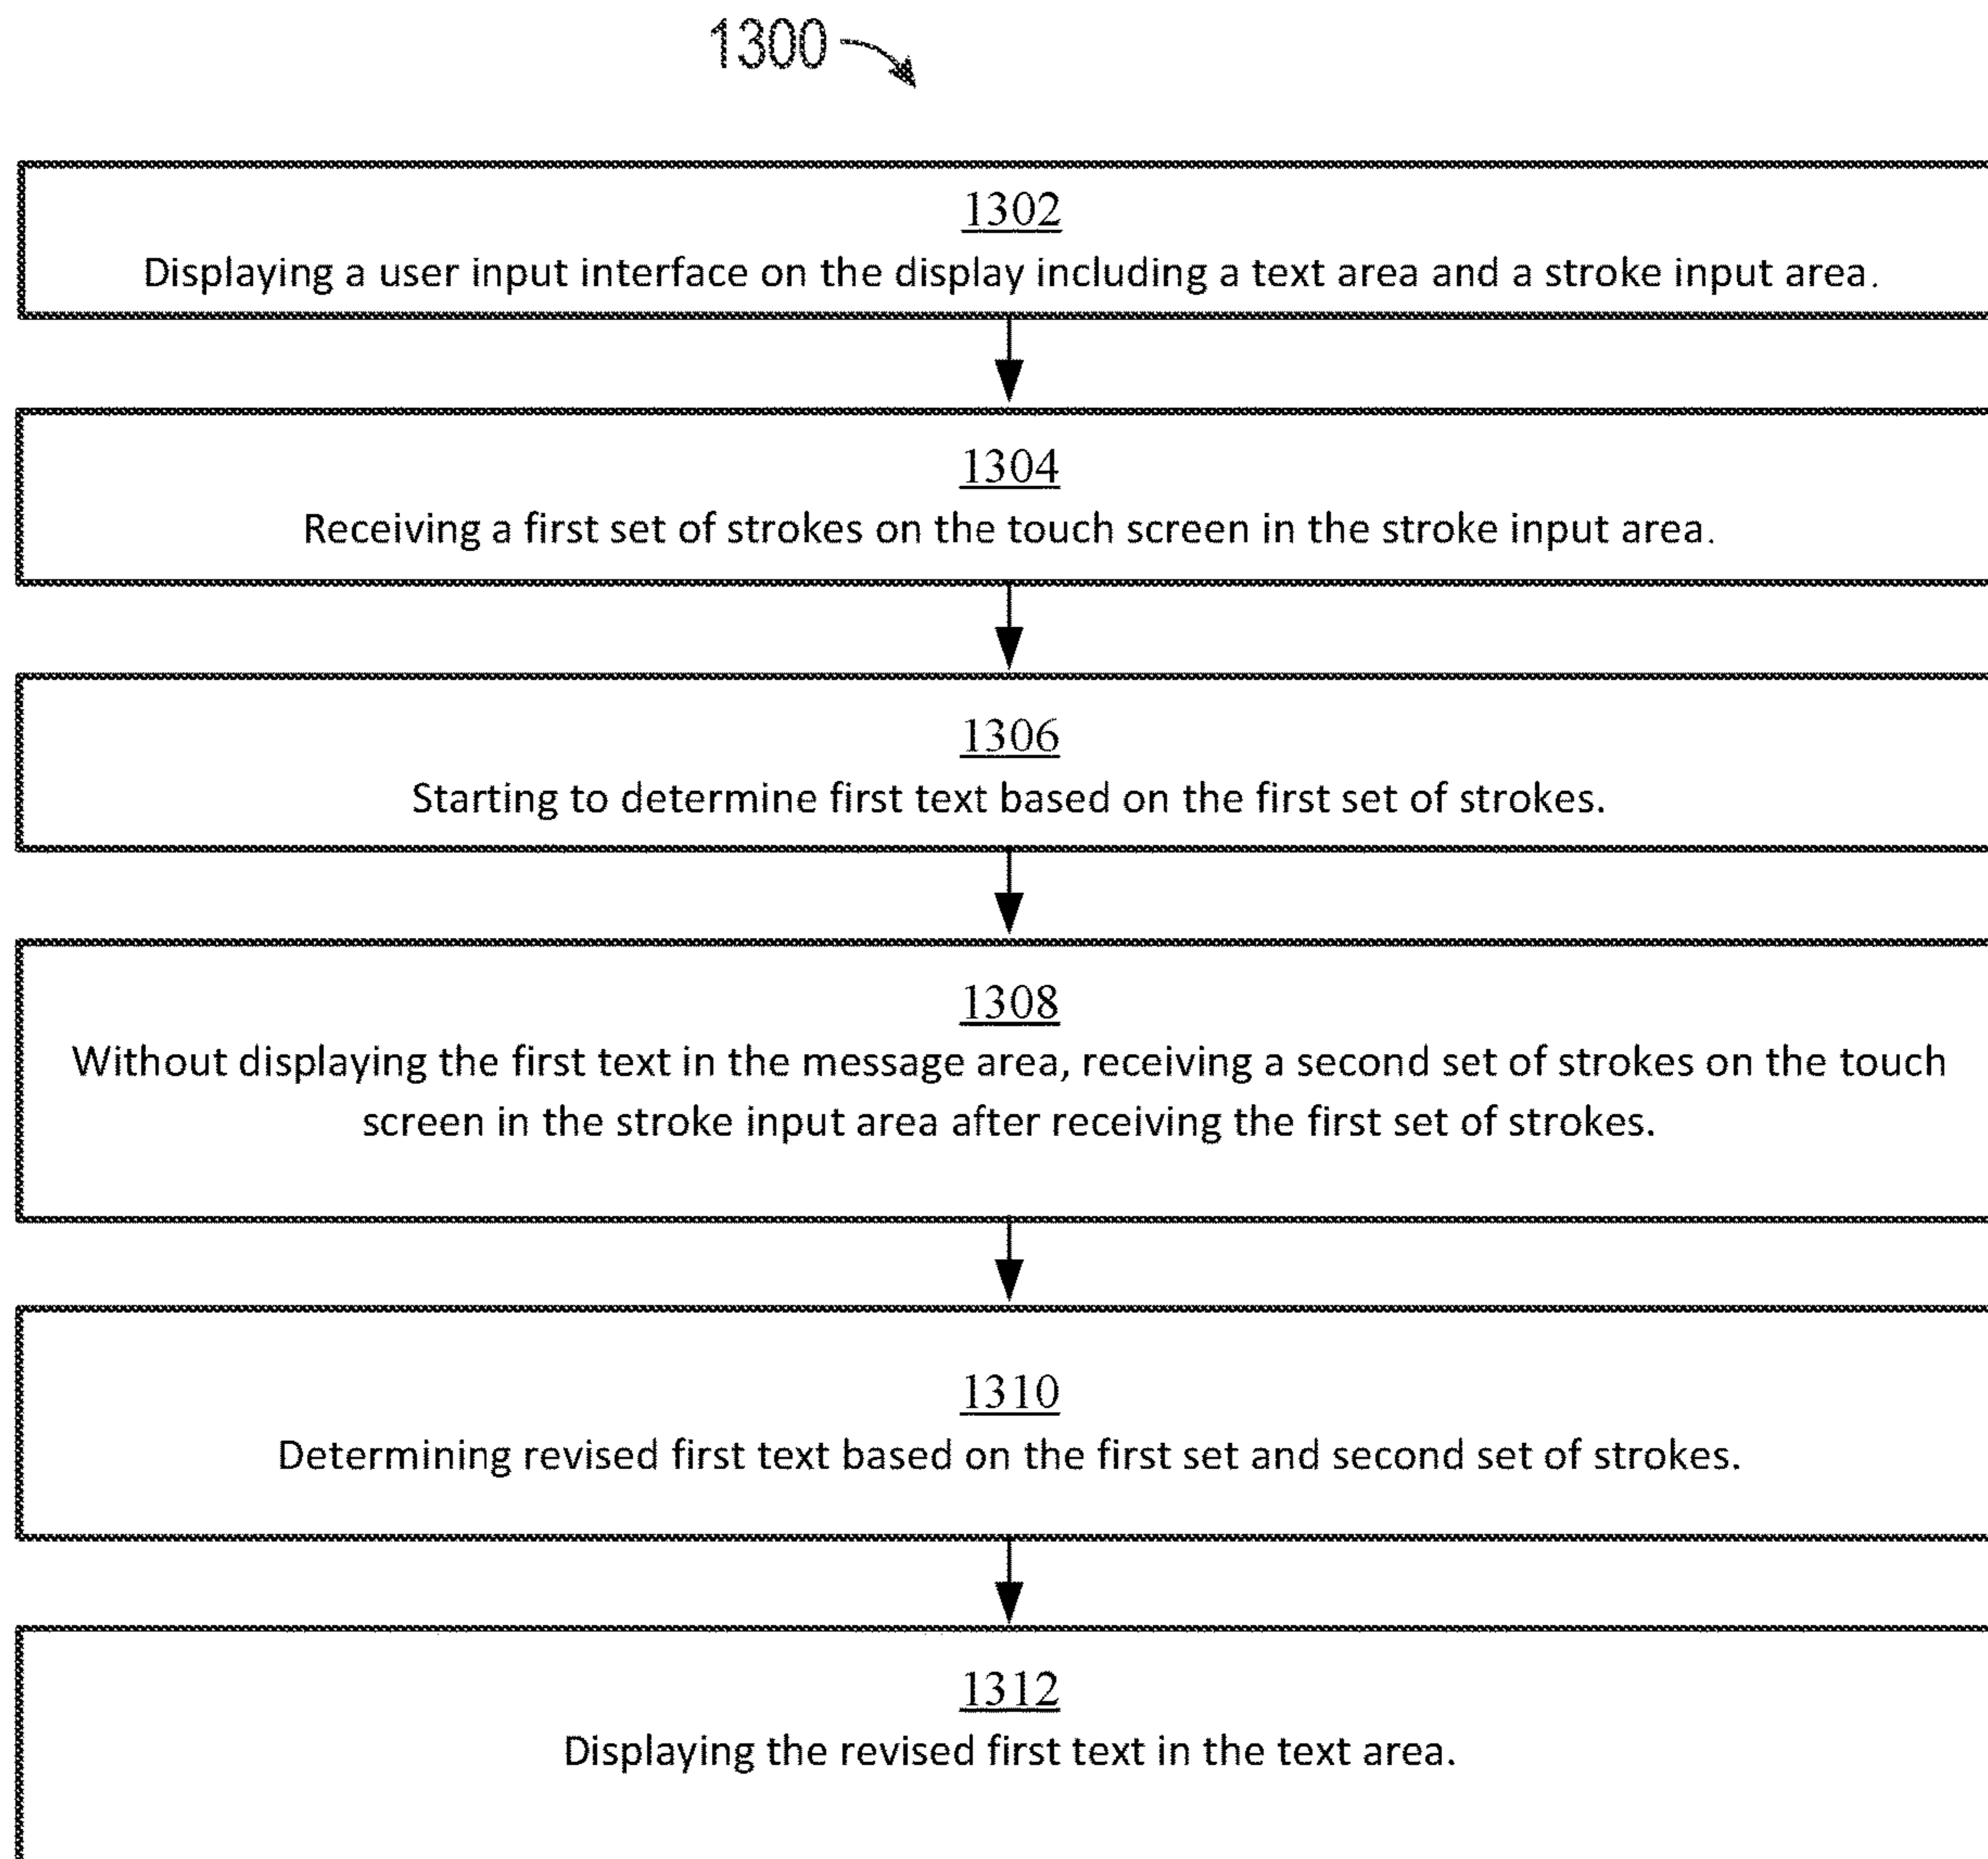 1300
1302
Displaying a user input interface on the display including a text area and a stroke input area.
1304
Receiving a first set of strokes on the touch screen in the stroke input area.
1306
Starting to determine first text based on the first set of strokes.
1308
Without displaying the first text in the message area, receiving a second set of strokes on the touch
screen in the stroke input area after receiving the first set of strokes.
1310
Determining revised first text based on the first set and second set of strokes.
1312
Displaying the revised first text in the text area.